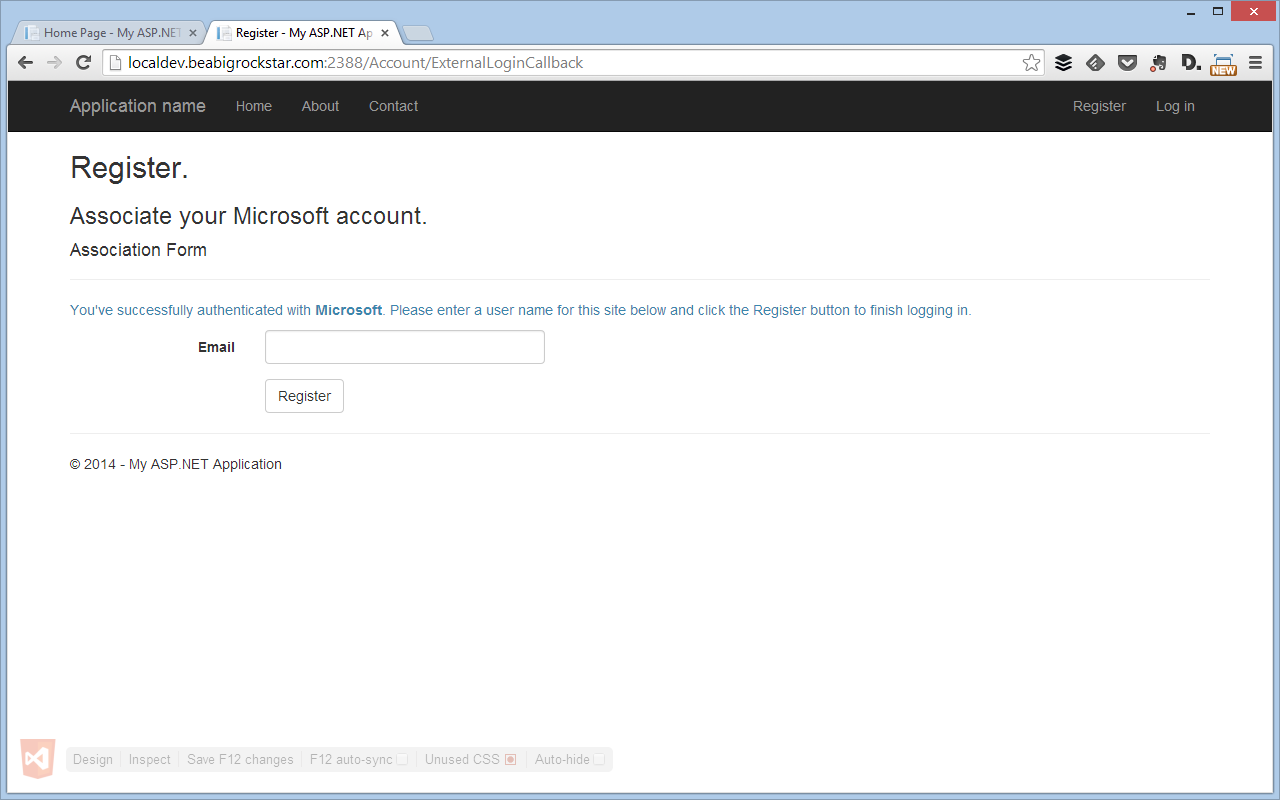 Home Page - My ASP.NET
Register - My ASP.NET Ap
localdev.beabigrockstar.com:2388/Account/ExternalLoginCallback
D.
NEW
Application name Home About Contact Register Log in
Register.
Associate your Microsoft account.
Association Form
You've successfully authenticated with Microsoft. Please enter a user name for this site below and click the Register button to finish logging in.
Email
Register
© 2014 - My ASP.NET Application
Design Inspect Save F12 changes F12 auto-sync Unused CSS Auto-hide